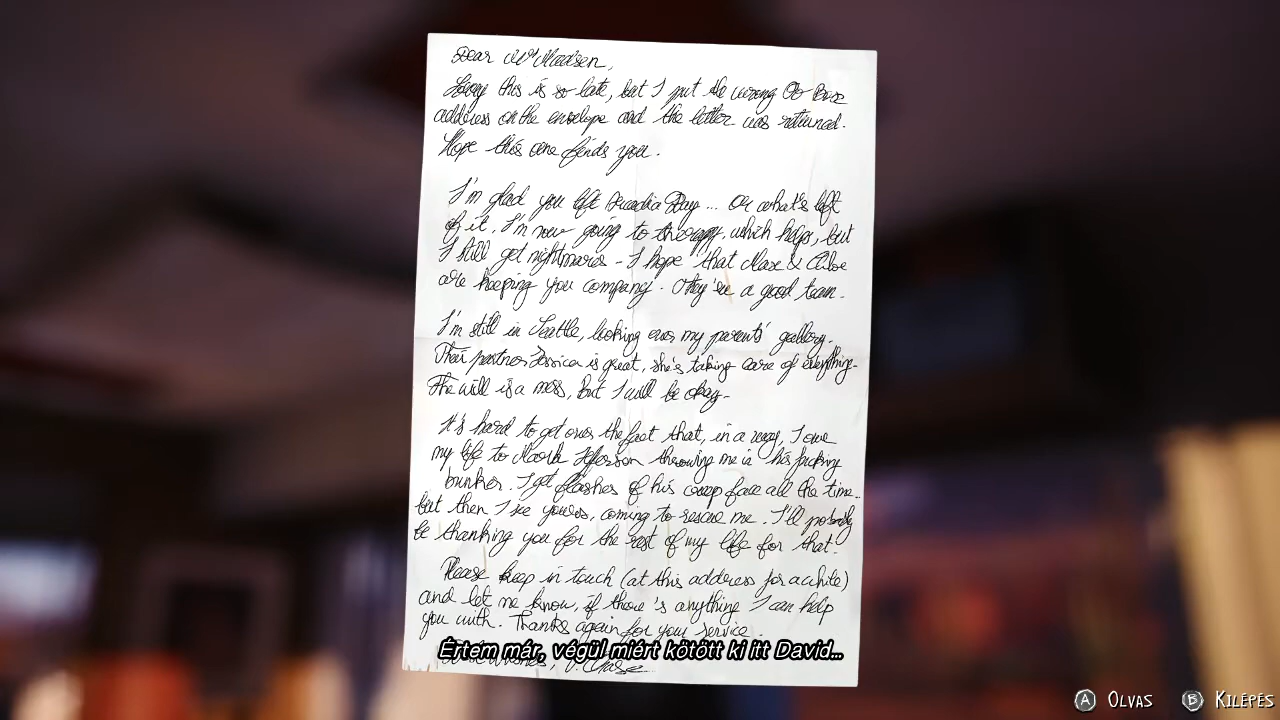 Dear Mr Madsen,
Sorry this is so late, but I put the wrong PO Box
address on the envelope and the letter was returned.
Hope this one finds you.
I'm glad you left Arcadia Bay... Or what's left
of it. I'm now going to therapy, which helps, but
I still get nightmares - I hope that Max & Chloe
are keeping you company. They're a good team.
I'm still in Seattle, looking over my parents' gallery.
Their partner Jessica is great, she's taking care of everything.
The will is a mess, but I will be okay.
It's hard to get over the fact that, in a way, I owe
my life to Mark Jefferson throwing me in his fucking
bunker. I get flashes of his creep face all the time...
but then I see yours, coming to rescue me. I'll probably
be thanking you for the rest of my life for that.
Please keep in touch (at this address for a while)
and let me know, if there's anything I can help
you with. Thanks again for your service.
Értem már, végül miért kötött ki itt David...
V. Chase
A Olvas B Kilépés